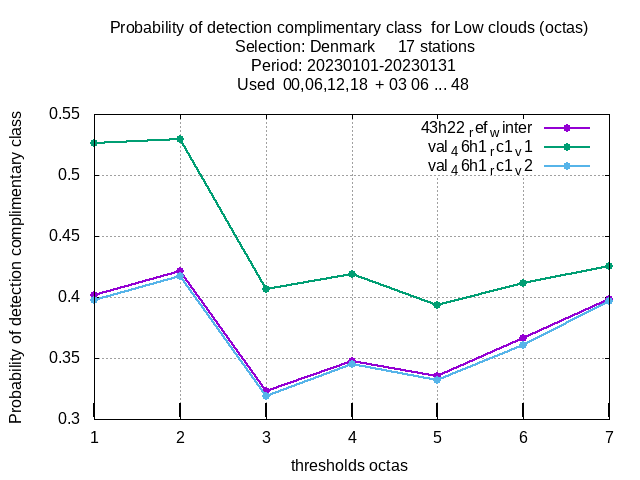 Probability of detection complimentary class  for Low clouds (octas)
Selection: Denmark     17 stations
Period: 20230101-20230131
Used  00,06,12,18  + 03 06 ... 48
Probability of detection complimentary class
0.55
0.5
0.45
0.4
0.35
0.3
43h22 r ef w inter
val 4 6h1 r c1 v 1
val 4 6h1 r c1 v 2
1 2 3 4 5 6 7
thresholds octas